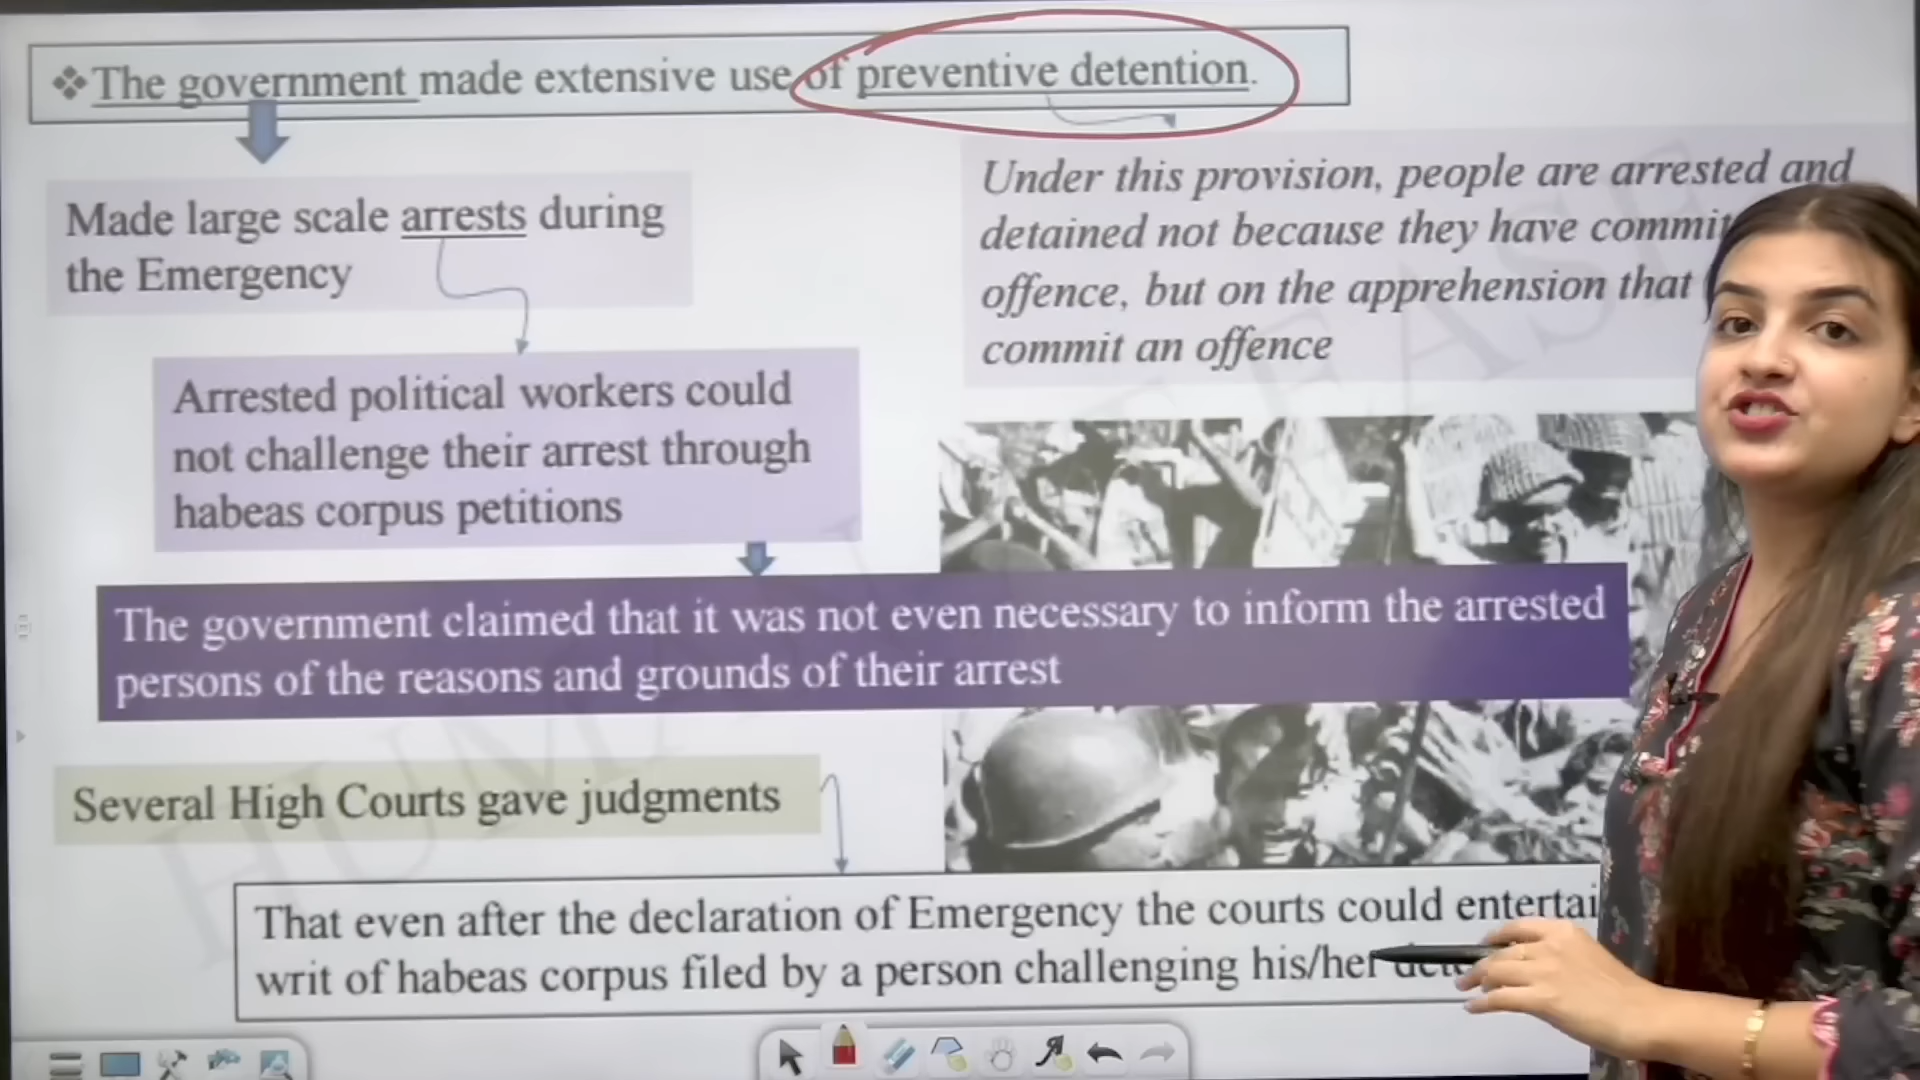 ❖The government made extensive use of preventive detention.
Made large scale arrests during
the Emergency
Under this provision, people are arrested and
detained not because they have commit
offence, but on the apprehension that
commit an offence
Arrested political workers could
not challenge their arrest through
habeas corpus petitions
The government claimed that it was not even necessary to inform the arrested
persons of the reasons and grounds of their arrest
Several High Courts gave judgments
That even after the declaration of Emergency the courts could entertai
writ of habeas corpus filed by a person challenging his/her